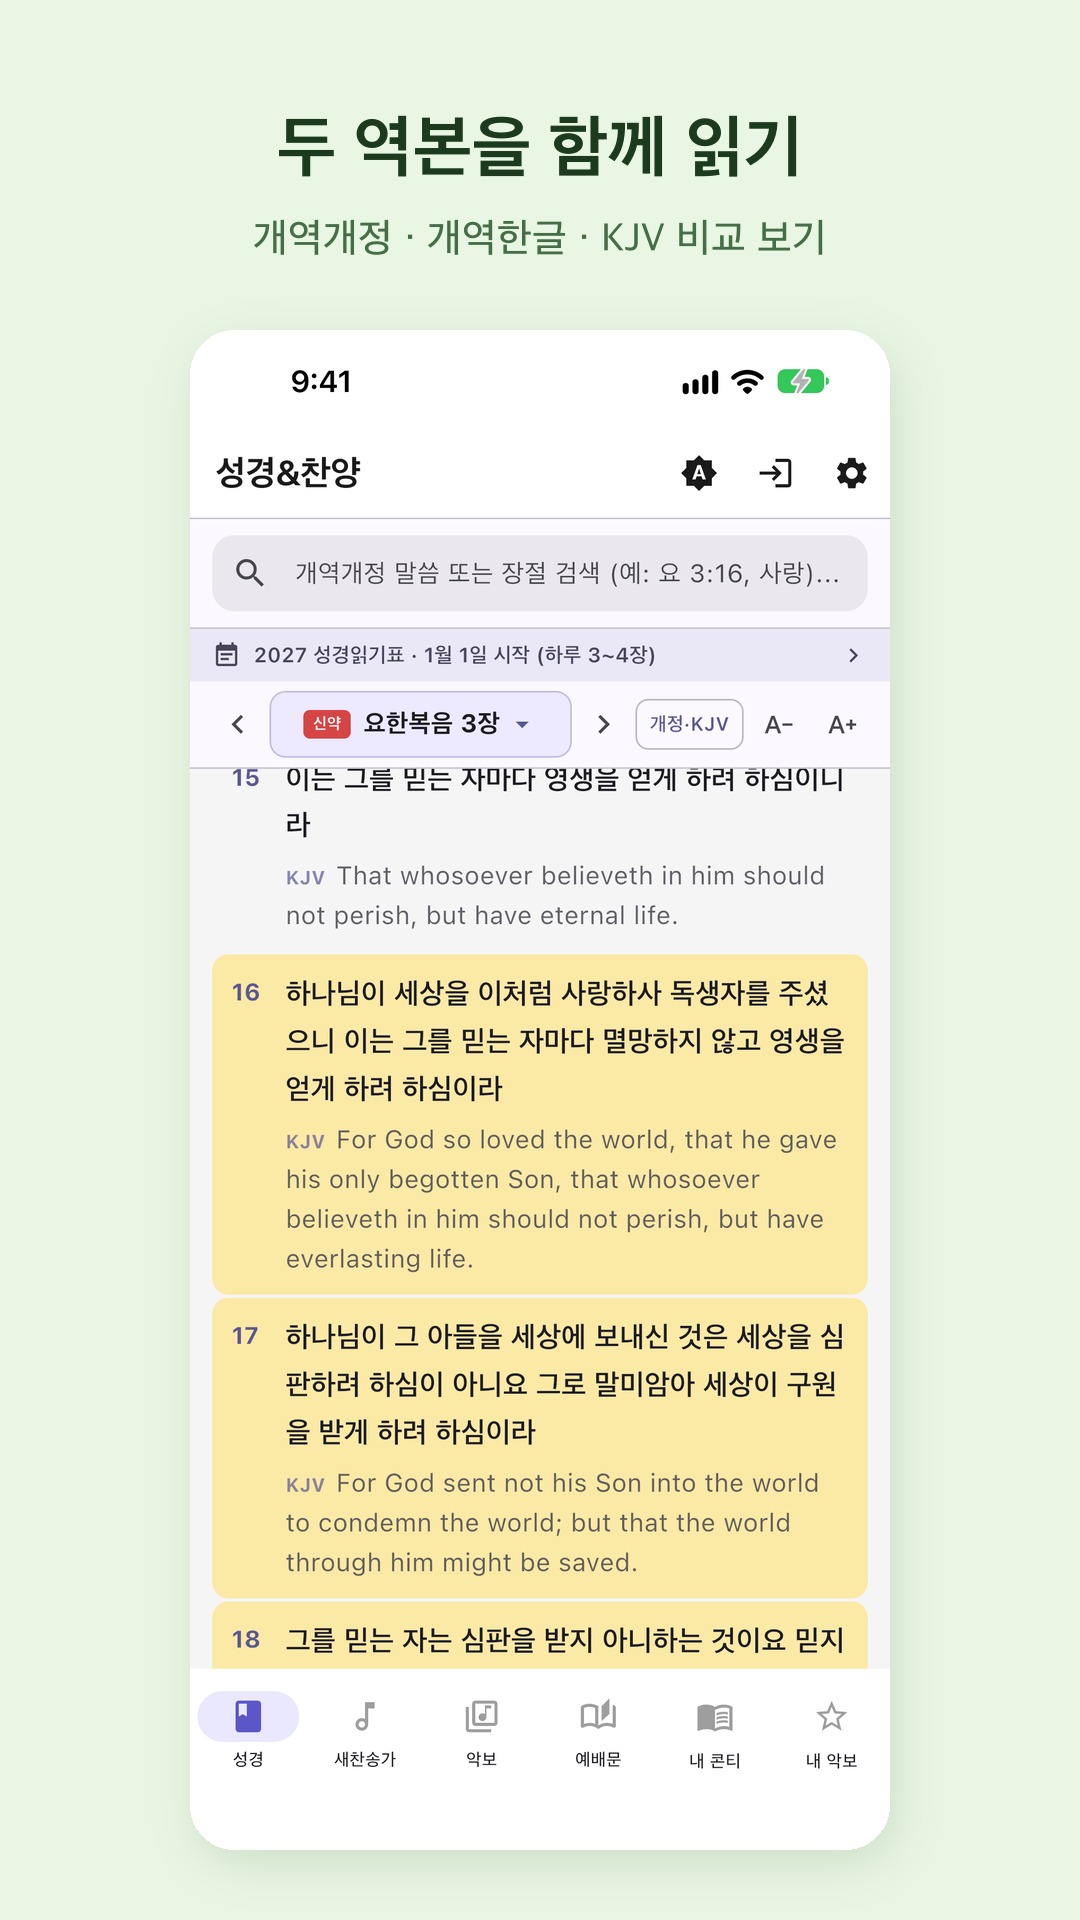 두 역본을 함께 읽기
개역개정 · 개역한글 · KJV 비교 보기
9:41
성경&찬양
A
개역개정 말씀 또는 장절 검색 (예: 요 3:16, 사랑)...
2027 성경읽기표 · 1월 1일 시작 (하루 3~4장)
신약 요한복음 3장 개정·KJV A- A+
15 이는 그를 믿는 자마다 영생을 얻게 하려 하심이니
라
KJV That whosoever believeth in him should
not perish, but have eternal life.
16 하나님이 세상을 이처럼 사랑하사 독생자를 주셨
으니 이는 그를 믿는 자마다 멸망하지 않고 영생을
얻게 하려 하심이라
KJV For God so loved the world, that he gave
his only begotten Son, that whosoever
believeth in him should not perish, but have
everlasting life.
17 하나님이 그 아들을 세상에 보내신 것은 세상을 심
판하려 하심이 아니요 그로 말미암아 세상이 구원
을 받게 하려 하심이라
KJV For God sent not his Son into the world
to condemn the world; but that the world
through him might be saved.
18 그를 믿는 자는 심판을 받지 아니하는 것이요 믿지
성경 새찬송가 악보 예배문 내 콘티 내 악보